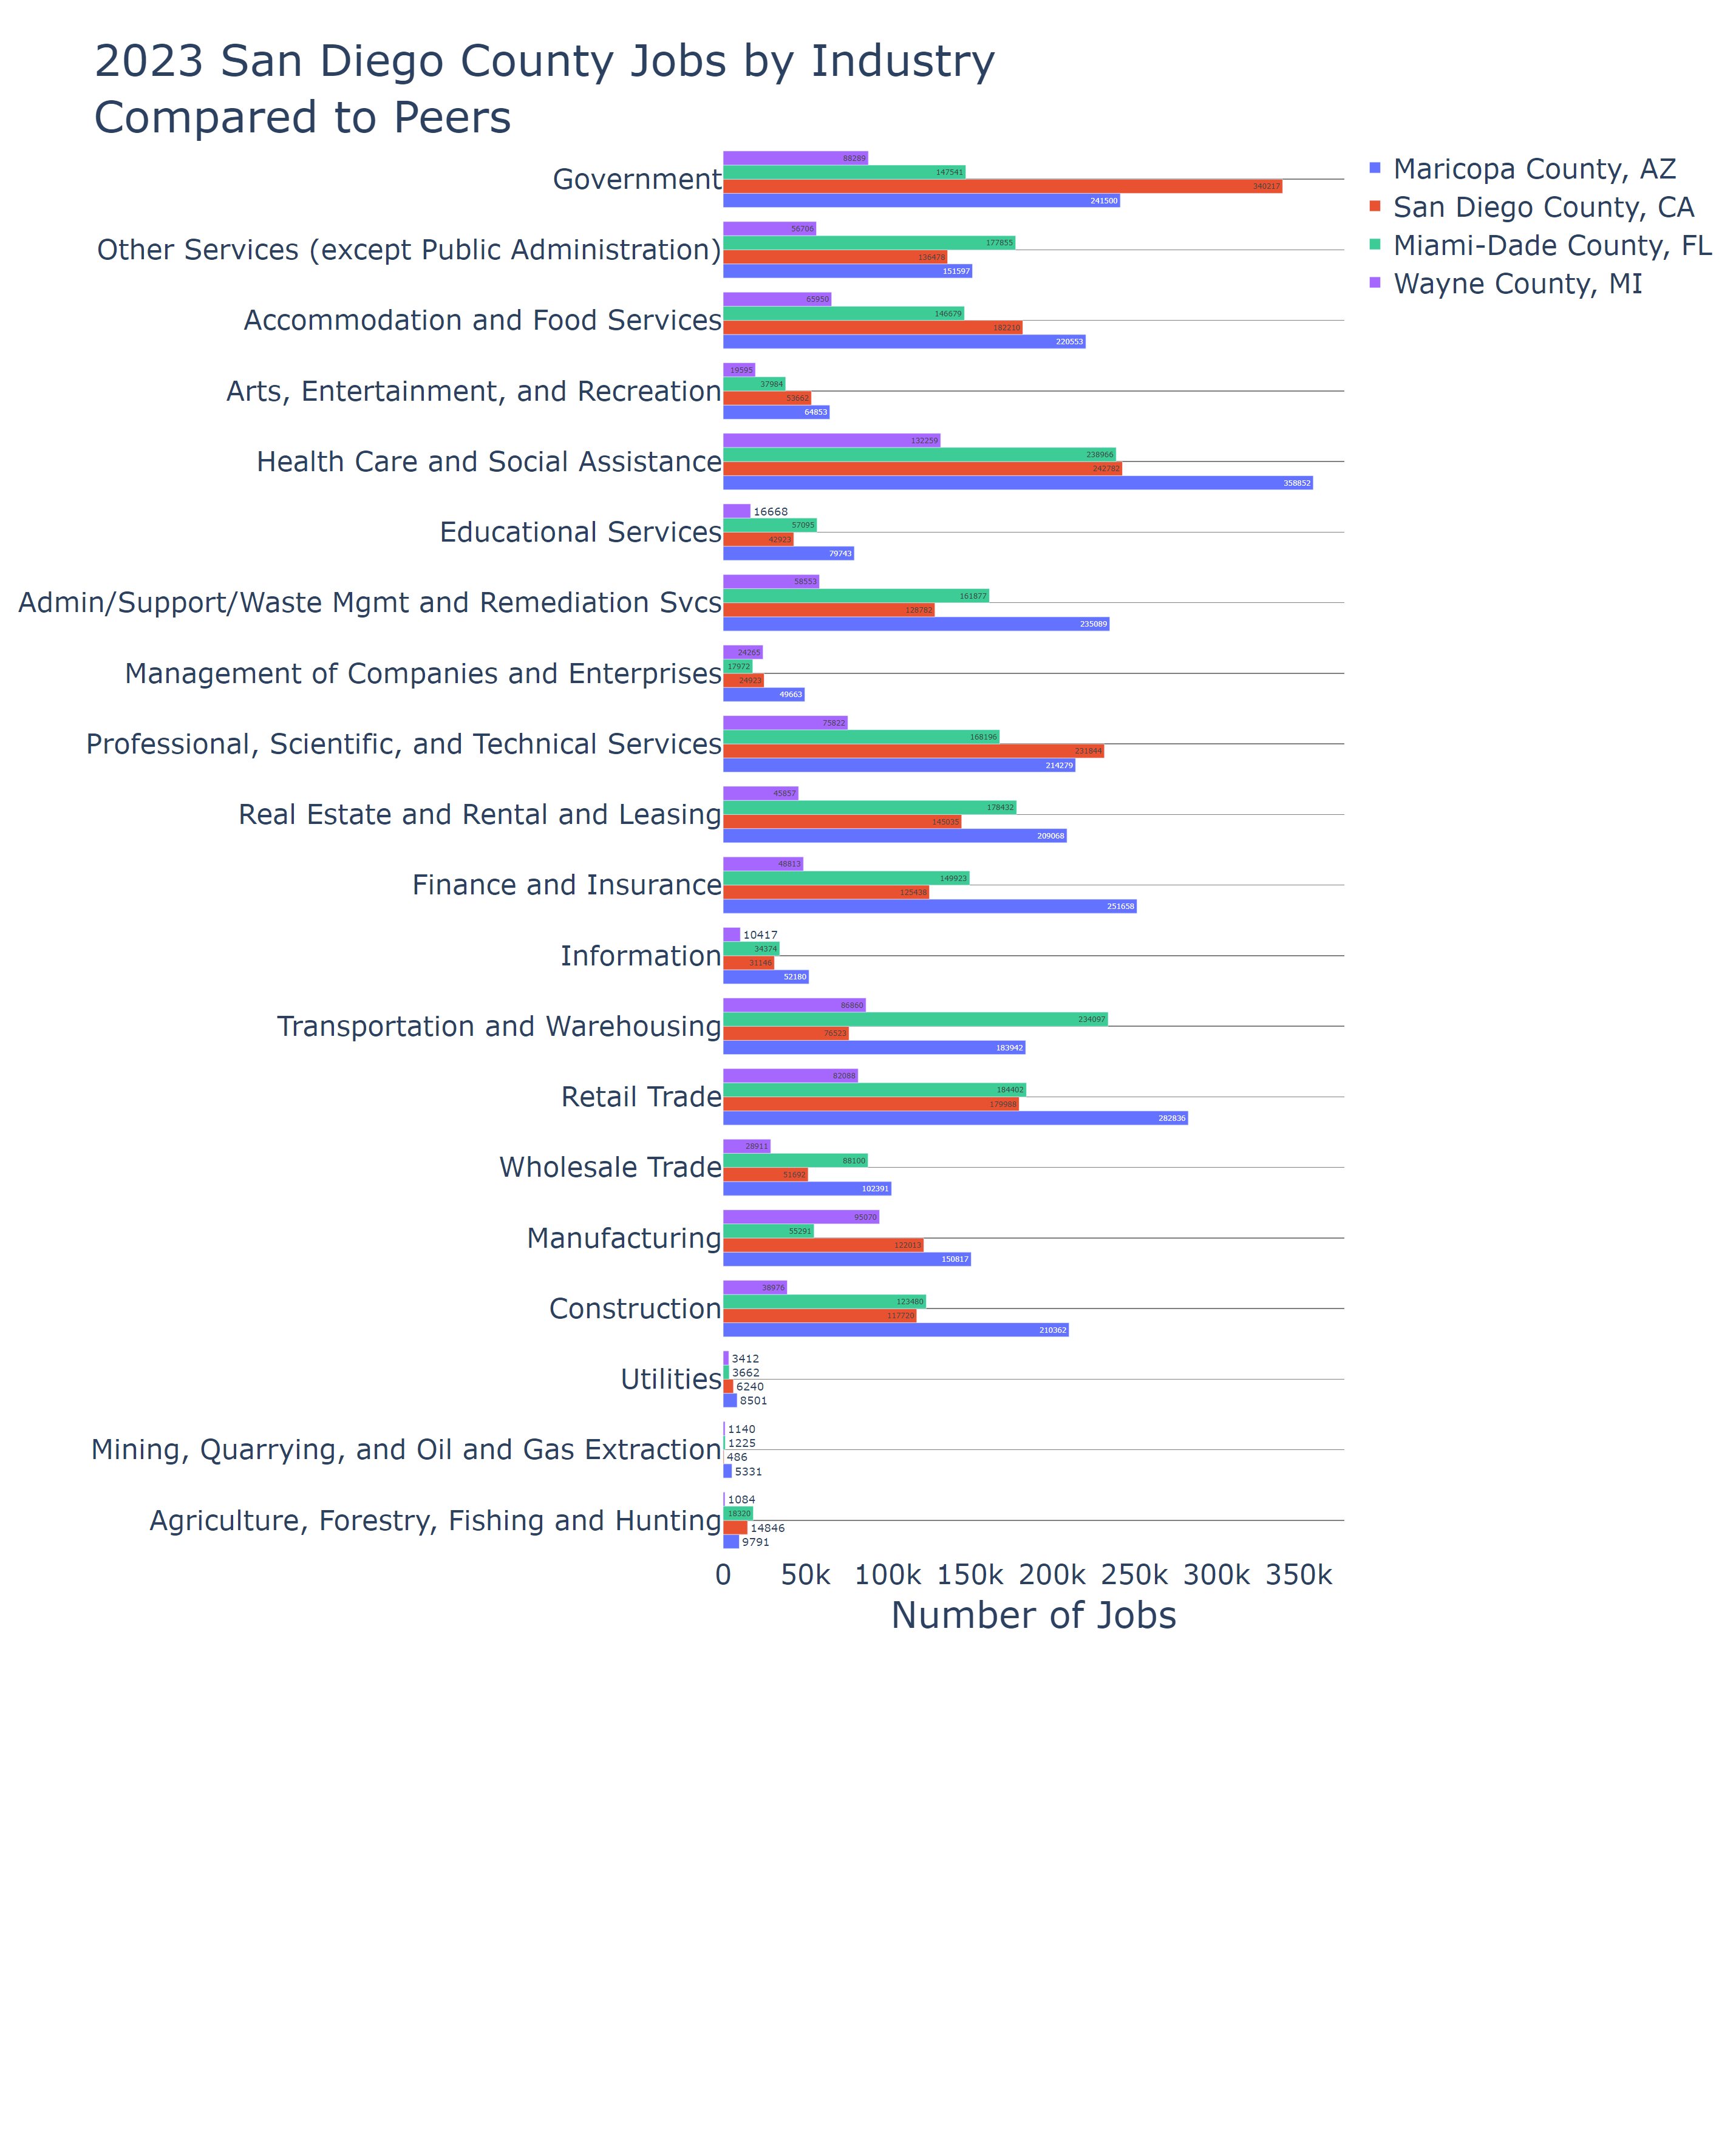 2023 San Diego County Jobs by Industry
Compared to Peers
Maricopa County, AZ
San Diego County, CA
Miami-Dade County, FL
Wayne County, MI
Government
88289
147541
340217
241500
Other Services (except Public Administration)
56706
177855
136478
151597
Accommodation and Food Services
65950
146679
182210
220553
Arts, Entertainment, and Recreation
19595
37984
53662
64853
Health Care and Social Assistance
132259
238966
242782
358852
Educational Services
16668
57095
42923
79743
Admin/Support/Waste Mgmt and Remediation Svcs
58553
161877
128782
235089
Management of Companies and Enterprises
24265
17972
24923
49663
Professional, Scientific, and Technical Services
75822
168196
231844
214279
Real Estate and Rental and Leasing
45857
178432
145035
209068
Finance and Insurance
48813
149923
125438
251658
Information
10417
34374
31146
52180
Transportation and Warehousing
86860
234097
76523
183942
Retail Trade
82088
184402
179988
282836
Wholesale Trade
28911
88100
51692
102391
Manufacturing
95070
55291
122013
150817
Construction
38976
123480
117720
210362
Utilities
3412
3662
6240
8501
Mining, Quarrying, and Oil and Gas Extraction
1140
1225
486
5331
Agriculture, Forestry, Fishing and Hunting
1084
18320
14846
9791
0 50k 100k 150k 200k 250k 300k 350k
Number of Jobs